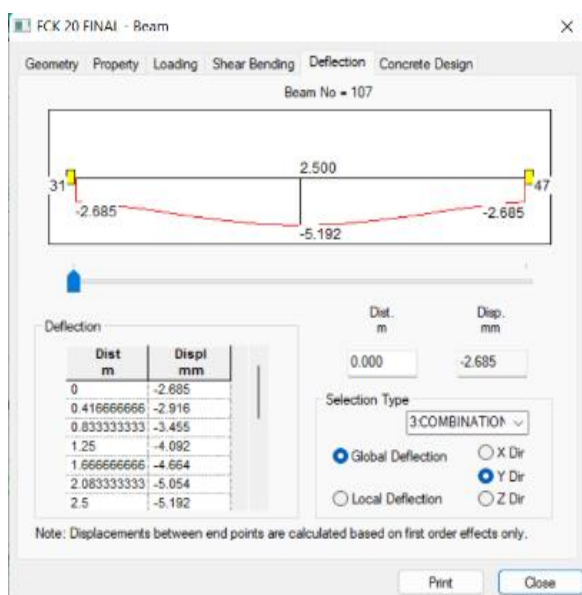 FCK 20 FINAL - Beam
Geometry Property Loading Shear Bending Deflection Concrete Design
Beam No = 107
2.500
31 47
-2.685 -2.685
-5.192
Deflection
Dist. Disp.
m mm
0.000 -2.685
Dist Displ
m mm
0 -2.685
0.416666666 -2.916
0.833333333 -3.455
1.25 -4.092
1.666666666 -4.664
2.083333333 -5.054
2.5 -5.192
Selection Type
3:COMBINATION
Global Deflection X Dir
Y Dir
Local Deflection Z Dir
Note: Displacements between end points are calculated based on first order effects only.
Print Close